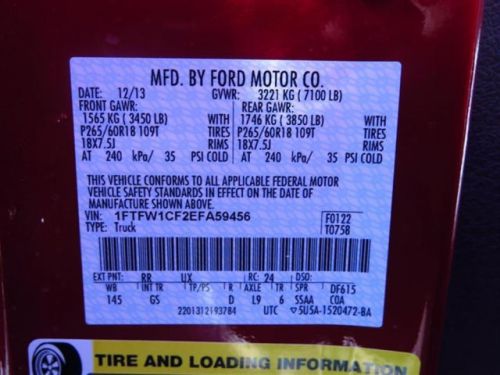 MFD. BY FORD MOTOR CO.
DATE: 12/13 GVWR: 3221 KG ( 7100 LB)
FRONT GAWR: REAR GAWR:
1565 KG ( 3450 LB) WITH 1746 KG ( 3850 LB) WITH
P265/60R18 109T TIRES P265/60R18 109T TIRES
18X7.5J RIMS 18X7.5J RIMS
AT 240 kPa/ 35 PSI COLD AT 240 kPa/ 35 PSI COLD
THIS VEHICLE CONFORMS TO ALL APPLICABLE FEDERAL MOTOR
VEHICLE SAFETY STANDARDS IN EFFECT ON THE DATE OF
MANUFACTURE SHOWN ABOVE.
VIN: 1FTFW1CF2EFA59456 F0122
TYPE: Truck T0758
EXT PNT: RR UX RC: 24 DSO:
WB INT TR TP/PS R AXLE TR SPR DF615
145 GS D L9 6 SSAA COA
2201312193784 UTC ▽5U5A-1520472-BA
TIRE AND LOADING INFORMATION